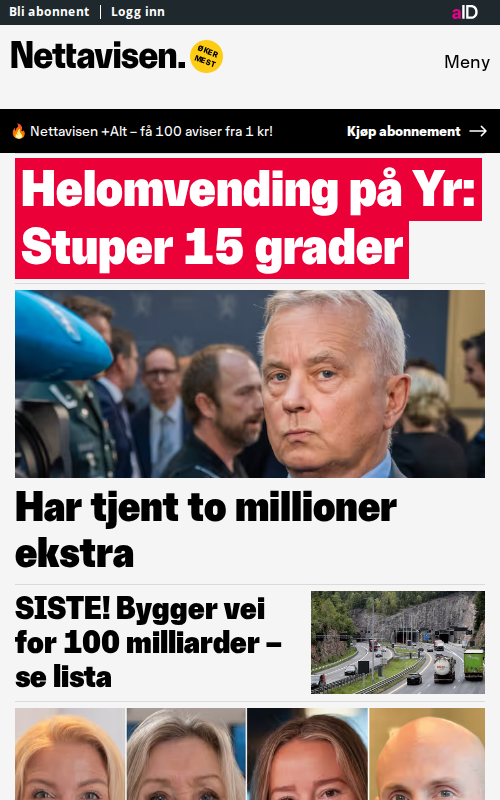 Bli abonnent
Logg inn
aID
Nettavisen.
ØKER
MEST
Meny
Nettavisen +Alt – få 100 aviser fra 1 kr!
Kjøp abonnement
Helomvending på Yr:
Stuper 15 grader
Har tjent to millioner
ekstra
SISTE! Bygger vei
for 100 milliarder –
se lista